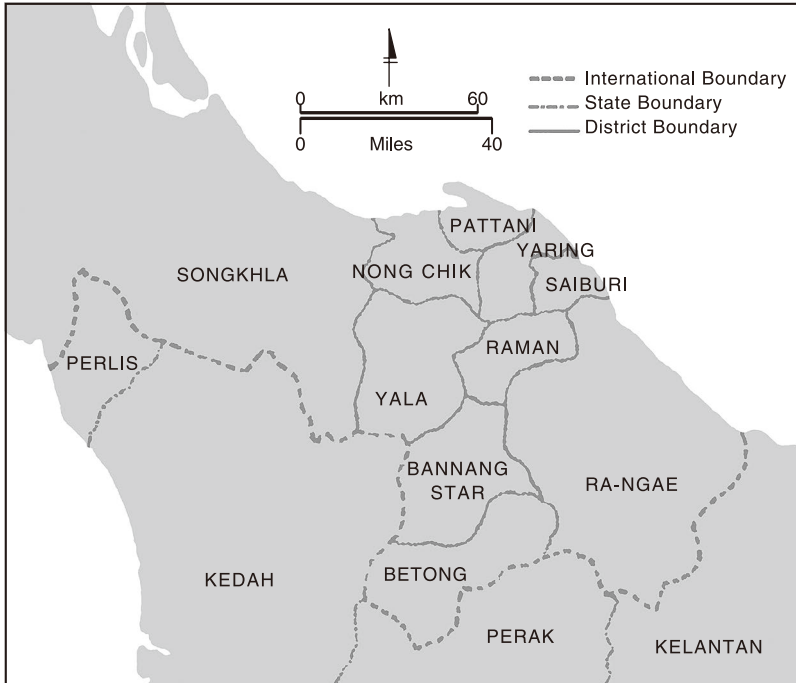 International Boundary
0 km 60
State Boundary
District Boundary
0 Miles 40
PATTANI
YARING
SONGKHLA
NONG CHIK
SAIBURI
PERLIS
RAMAN
YALA
BANNANG
STAR
RA-NGAE
KEDAH
BETONG
PERAK
KELANTAN